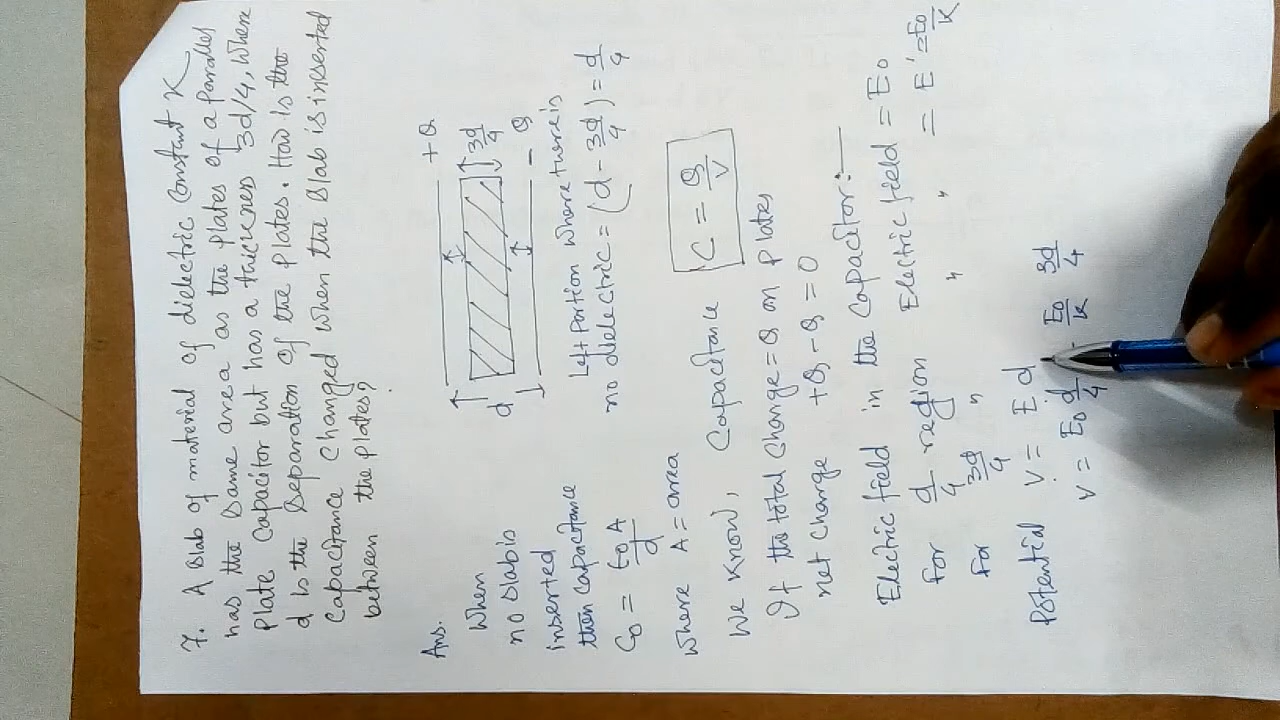 7. A slab of material of dielectric constant K
has the same area as the plates of a parallel
plate capacitor but has a thickness 3d/4, where
d is the separation of the plates. How is the
capacitance changed when the slab is inserted
between the plates?
Ans.
+Q
d
3d/4
- Q
When
no slab is
inserted
then capacitance
C₀ = ε₀A/d
where A = area
Left portion where there is
no dielectric = (d - 3d/4) = d/4
We know, Capacitance C = Q/V
If the total charge = Q on plates
net charge +Q - Q = 0
Electric field in the capacitor:—
For d/4 region Electric field = E₀
For 3d/4 " " " = E' = E₀/K
Potential V = E d
V = E₀ d/4 E₀/K 3d/4